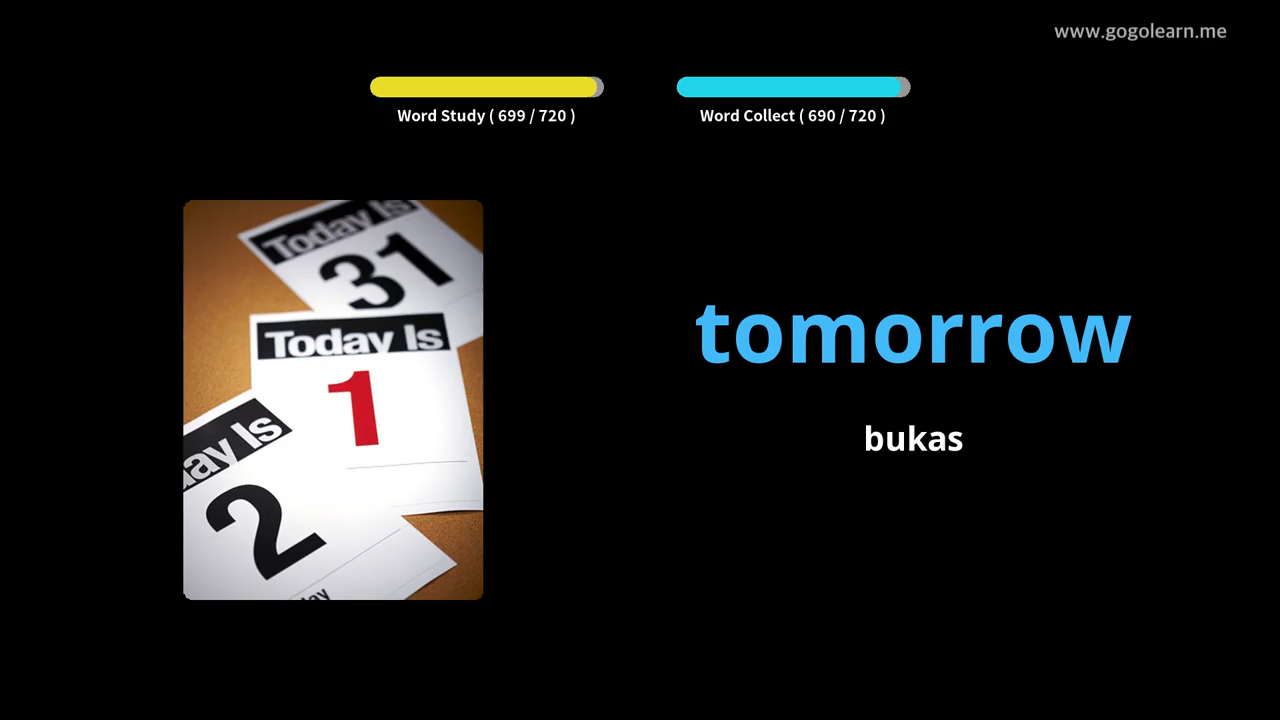 www.gogolearn.me
Word Study ( 699 / 720 )
Word Collect ( 690 / 720 )
Today Is
31
Today Is
1
ay Is
2
tomorrow
bukas